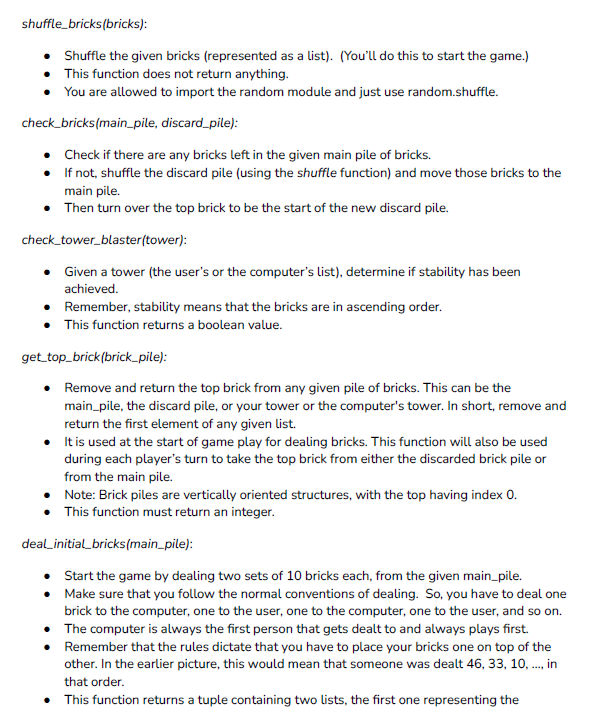 shuffle_bricks(bricks):
● Shuffle the given bricks (represented as a list). (You'll do this to start the game.)
● This function does not return anything.
● You are allowed to import the random module and just use random.shuffle.
check_bricks(main_pile, discard_pile):
● Check if there are any bricks left in the given main pile of bricks.
● If not, shuffle the discard pile (using the shuffle function) and move those bricks to the
main pile.
● Then turn over the top brick to be the start of the new discard pile.
check_tower_blaster(tower):
● Given a tower (the user's or the computer's list), determine if stability has been
achieved.
● Remember, stability means that the bricks are in ascending order.
● This function returns a boolean value.
get_top_brick(brick_pile):
● Remove and return the top brick from any given pile of bricks. This can be the
main_pile, the discard pile, or your tower or the computer's tower. In short, remove and
return the first element of any given list.
● It is used at the start of game play for dealing bricks. This function will also be used
during each player's turn to take the top brick from either the discarded brick pile or
from the main pile.
● Note: Brick piles are vertically oriented structures, with the top having index 0.
● This function must return an integer.
deal_initial_bricks(main_pile):
● Start the game by dealing two sets of 10 bricks each, from the given main_pile.
● Make sure that you follow the normal conventions of dealing. So, you have to deal one
brick to the computer, one to the user, one to the computer, one to the user, and so on.
● The computer is always the first person that gets dealt to and always plays first.
● Remember that the rules dictate that you have to place your bricks one on top of the
other. In the earlier picture, this would mean that someone was dealt 46, 33, 10, ..., in
that order.
● This function returns a tuple containing two lists, the first one representing the